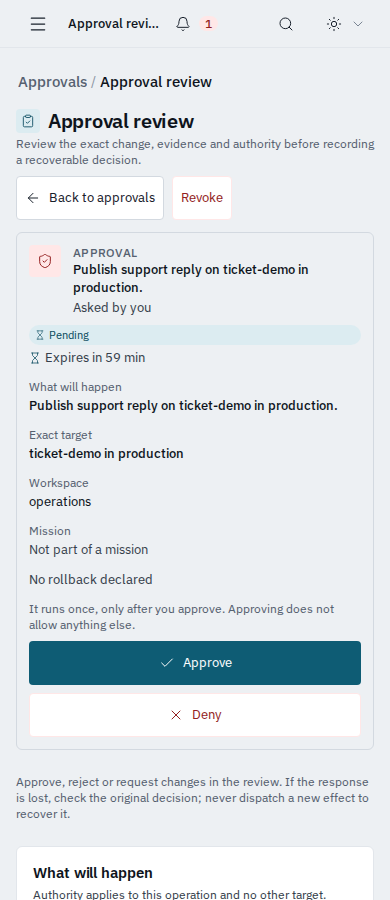 Approval revi...
1
Approvals / Approval review
Approval review
Review the exact change, evidence and authority before recording
a recoverable decision.
Back to approvals
Revoke
APPROVAL
Publish support reply on ticket-demo in
production.
Asked by you
Pending
Expires in 59 min
What will happen
Publish support reply on ticket-demo in production.
Exact target
ticket-demo in production
Workspace
operations
Mission
Not part of a mission
No rollback declared
It runs once, only after you approve. Approving does not
allow anything else.
Approve
Deny
Approve, reject or request changes in the review. If the response
is lost, check the original decision; never dispatch a new effect to
recover it.
What will happen
Authority applies to this operation and no other target.